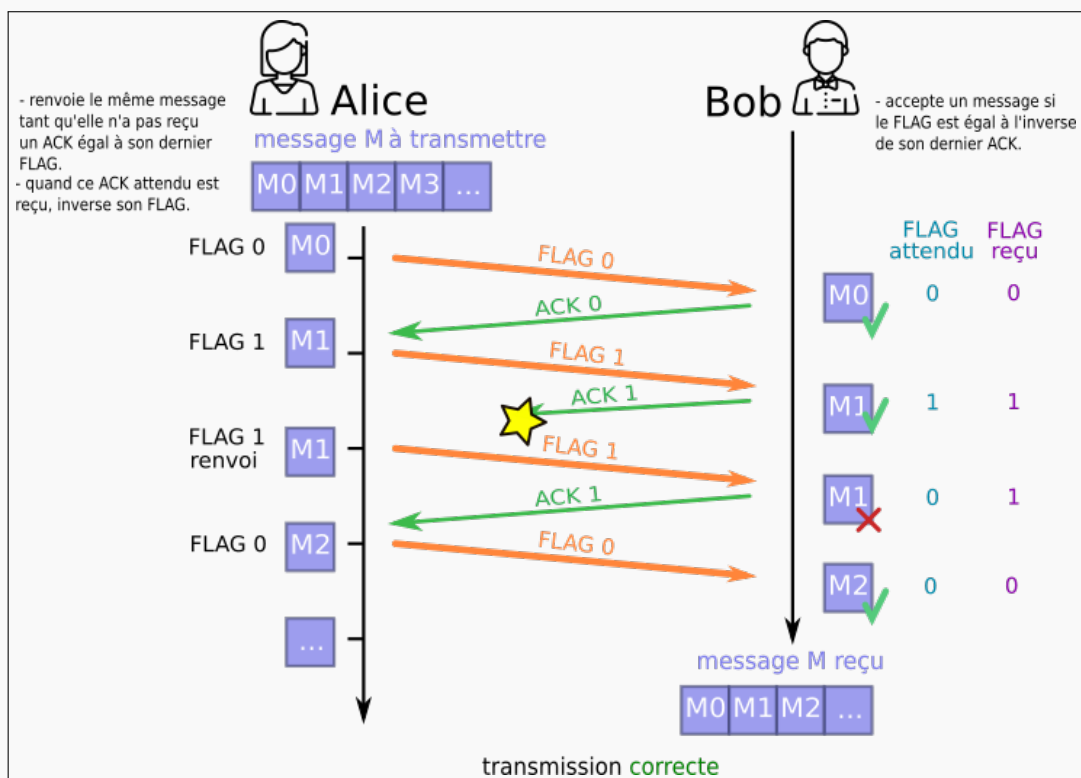 Alice
Bob
- renvoie le même message
tant qu'elle n'a pas reçu
un ACK égal à son dernier
FLAG.
- quand ce ACK attendu est
reçu, inverse son FLAG.
message M à transmettre
M0 M1 M2 M3 ...
- accepte un message si
le FLAG est égal à l'inverse
de son dernier ACK.
FLAG
attendu
FLAG
reçu
FLAG 0
M0
FLAG 0
M0
0
0
ACK 0
FLAG 1
M1
FLAG 1
M1
1
1
ACK 1
FLAG 1
renvoi
M1
FLAG 1
M1
0
1
ACK 1
FLAG 0
M2
FLAG 0
M2
0
0
...
message M reçu
M0 M1 M2 ...
transmission correcte